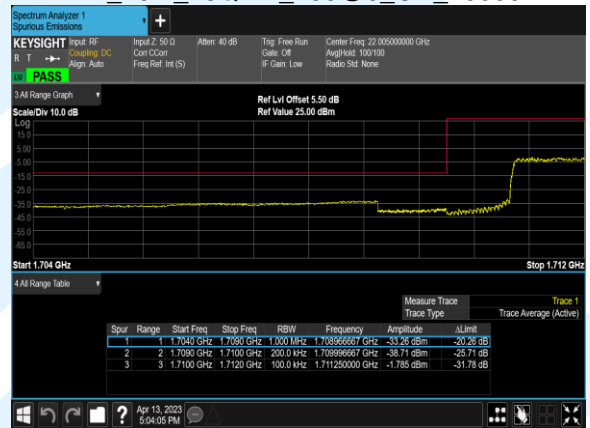 Spectrum Analyzer 1
Spurious Emissions
KEYSIGHT Input: RF Input Z: 50 Ω Atten: 40 dB Trig: Free Run Center Freq: 22.005000000 GHz
R T Coupling: DC Corr CCorr Gate: Off Avg|Hold: 100/100
Align: Auto Freq Ref: Int (S) IF Gain: Low Radio Std: None
PASS
3 All Range Graph
Scale/Div 10.0 dB Ref Lvl Offset 5.50 dB
Ref Value 25.00 dBm
Log
15.0
5.00
-5.00
-15.0
-25.0
-35.0
-45.0
-55.0
-65.0
Start 1.704 GHz Stop 1.712 GHz
4 All Range Table
Measure Trace Trace 1
Trace Type Trace Average (Active)
Spur Range Start Freq Stop Freq RBW Frequency Amplitude ΔLimit
1 1 1.7040 GHz 1.7090 GHz 1.000 MHz 1.708966667 GHz -33.26 dBm -20.26 dB
2 2 1.7090 GHz 1.7100 GHz 200.0 kHz 1.709996667 GHz -38.71 dBm -25.71 dB
3 3 1.7100 GHz 1.7120 GHz 100.0 kHz 1.711250000 GHz -1.785 dBm -31.78 dB
Apr 13, 2023
5:04:05 PM